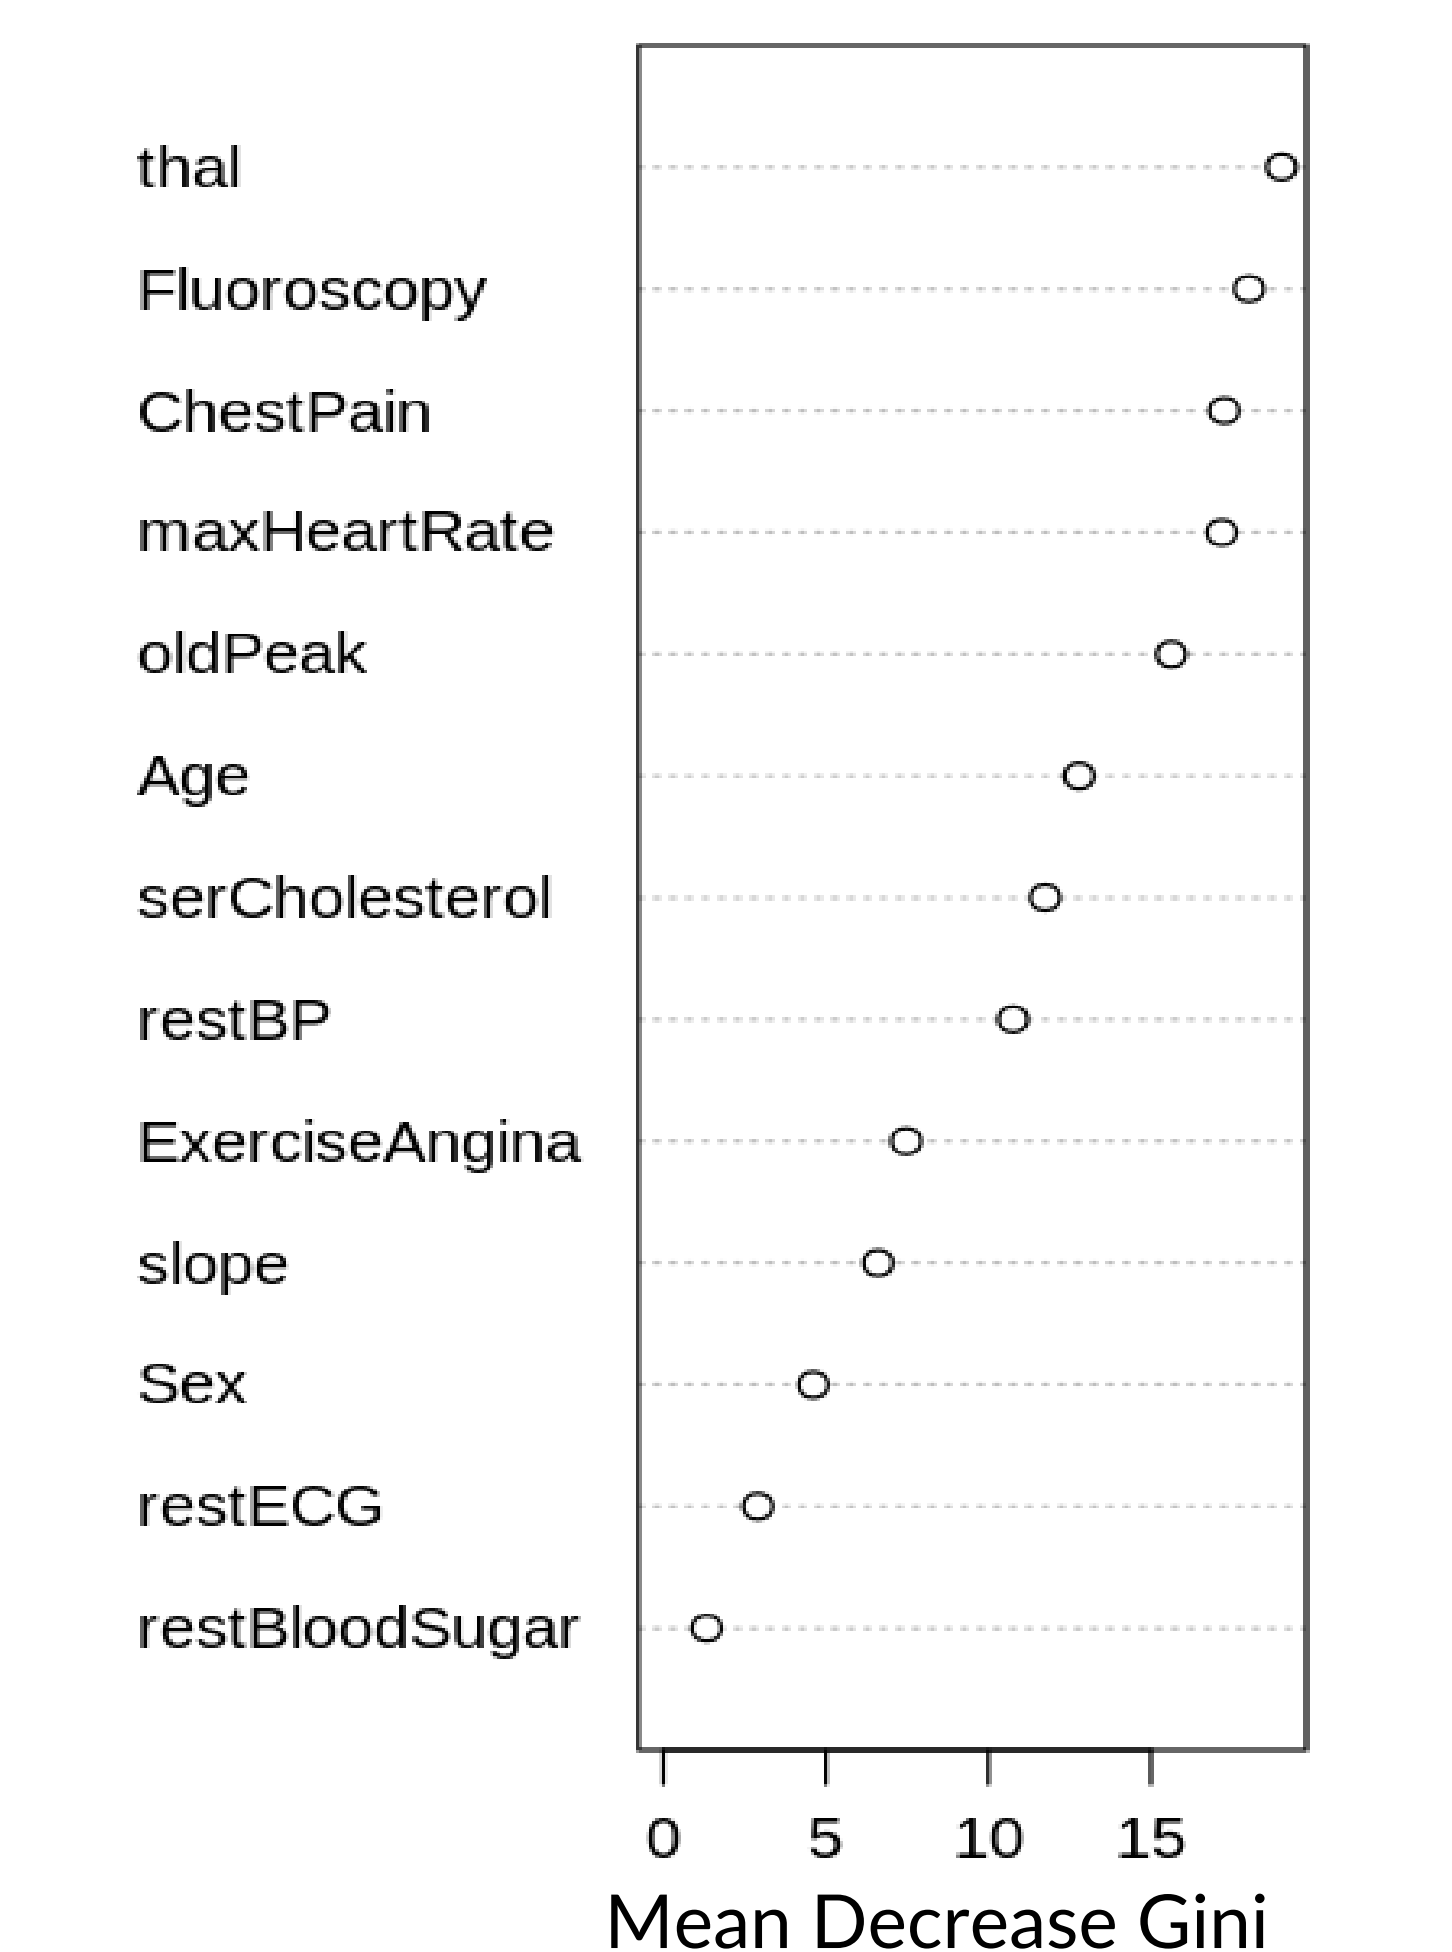 thal
Fluoroscopy
ChestPain
maxHeartRate
oldPeak
Age
serCholesterol
restBP
ExerciseAngina
slope
Sex
restECG
restBloodSugar
0 5 10 15
Mean Decrease Gini